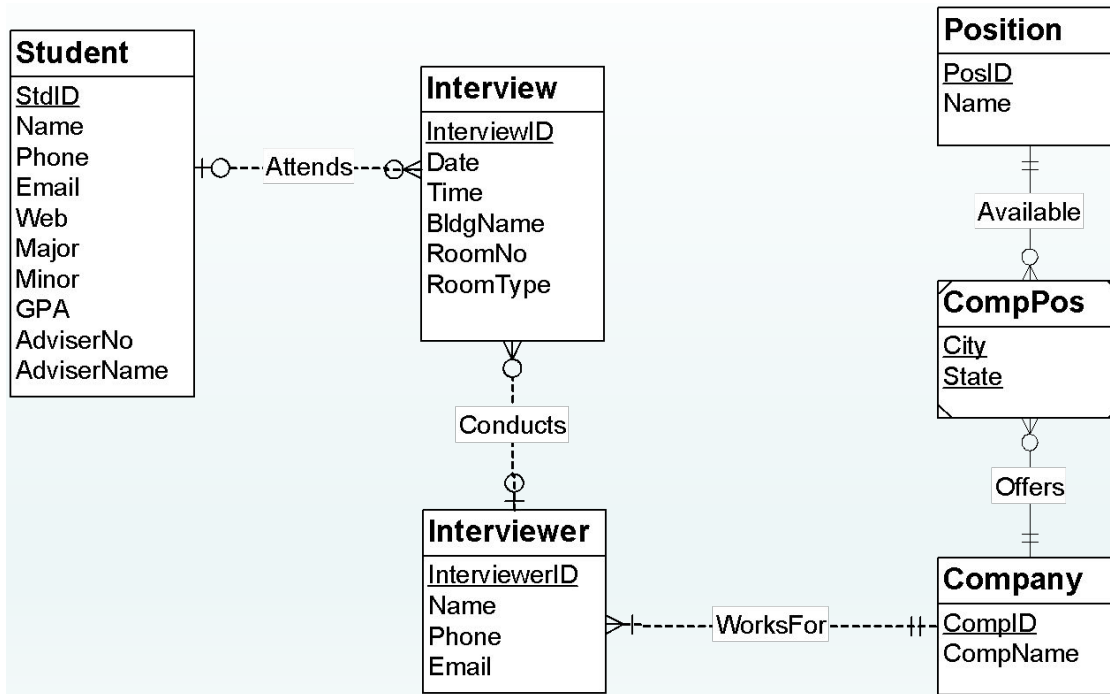 Student
StdID
Name
Phone
Email
Web
Major
Minor
GPA
AdviserNo
AdviserName
Attends
Interview
InterviewID
Date
Time
BldgName
RoomNo
RoomType
Conducts
Interviewer
InterviewerID
Name
Phone
Email
WorksFor
Position
PosID
Name
Available
CompPos
City
State
Offers
Company
CompID
CompName